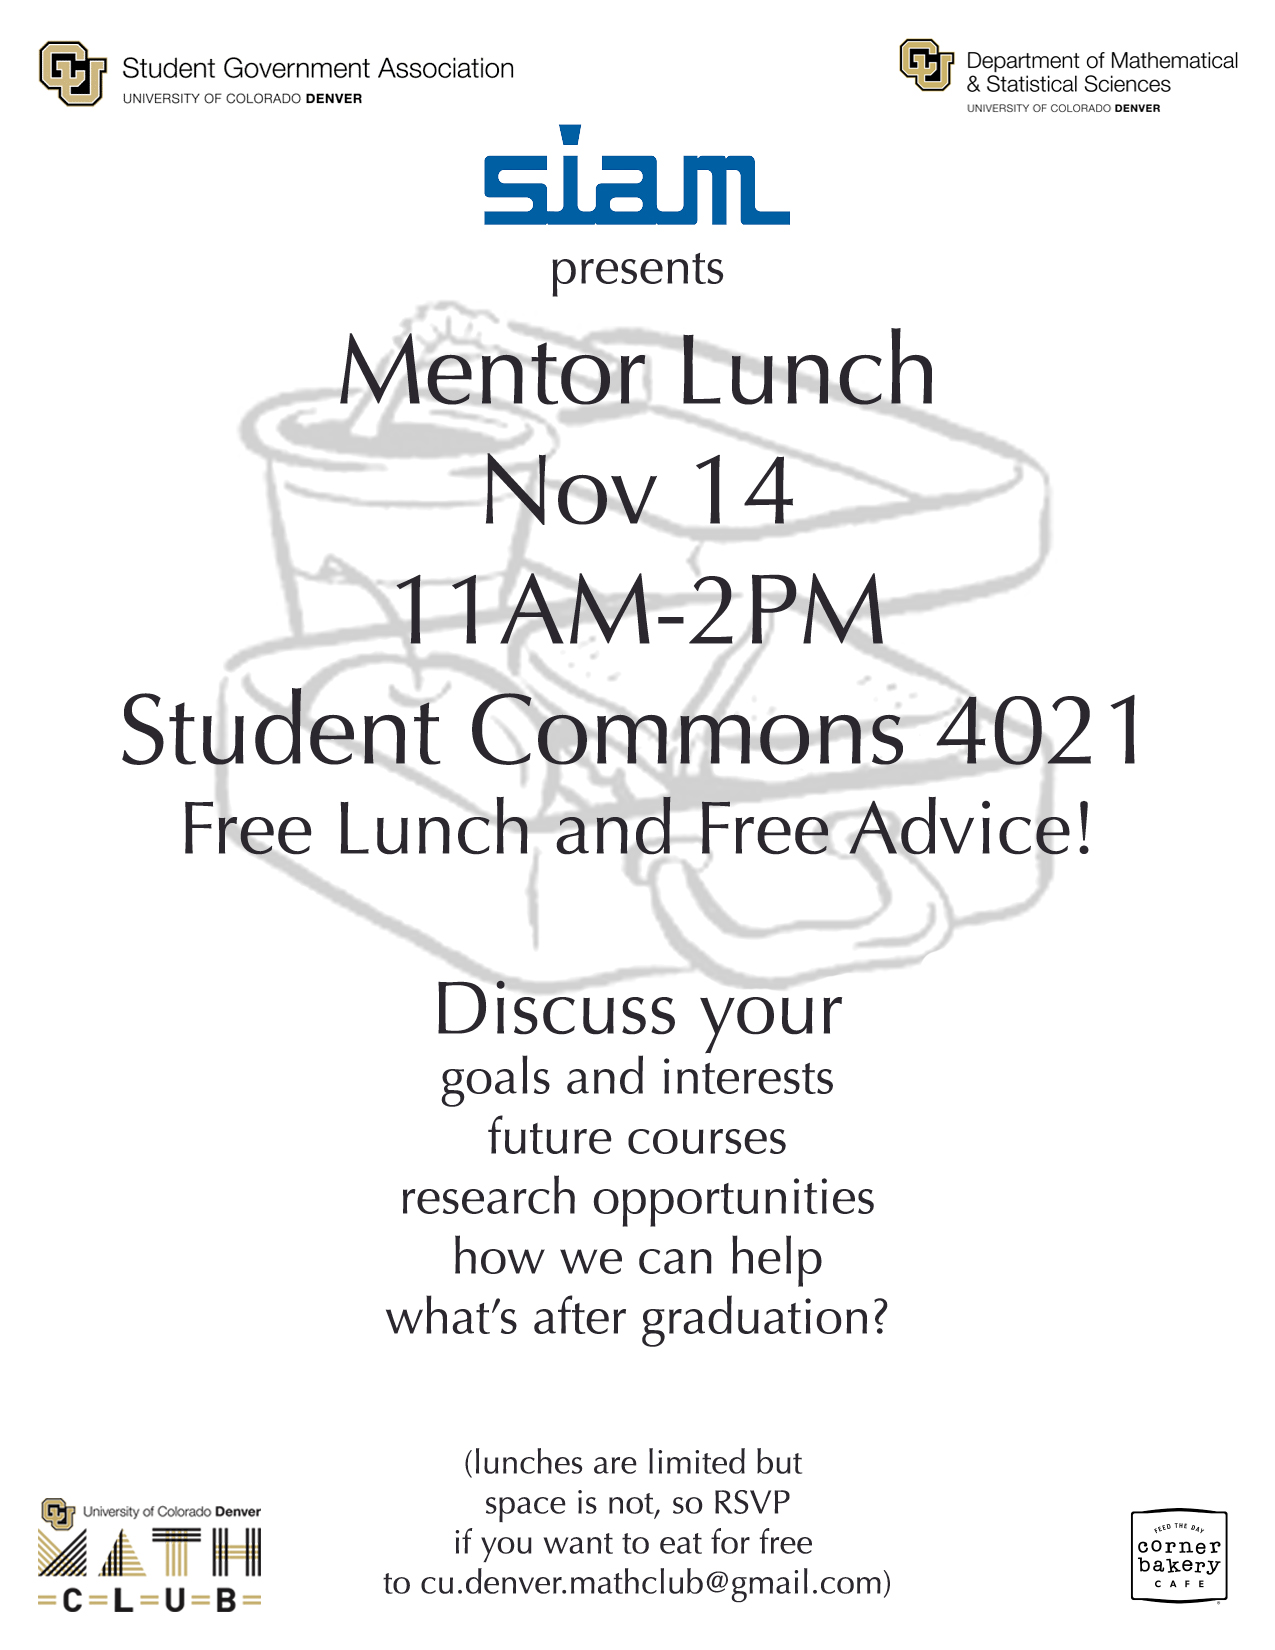 Student Government Association
UNIVERSITY OF COLORADO DENVER
Department of Mathematical
& Statistical Sciences
UNIVERSITY OF COLORADO DENVER
siam
presents
Mentor Lunch
Nov 14
11AM-2PM
Student Commons 4021
Free Lunch and Free Advice!
Discuss your
goals and interests
future courses
research opportunities
how we can help
what's after graduation?
(lunches are limited but
space is not, so RSVP
if you want to eat for free
to cu.denver.mathclub@gmail.com)
University of Colorado Denver
MATH
=C=L=U=B=
FEED THE DAY
corner
bakery
CAFE